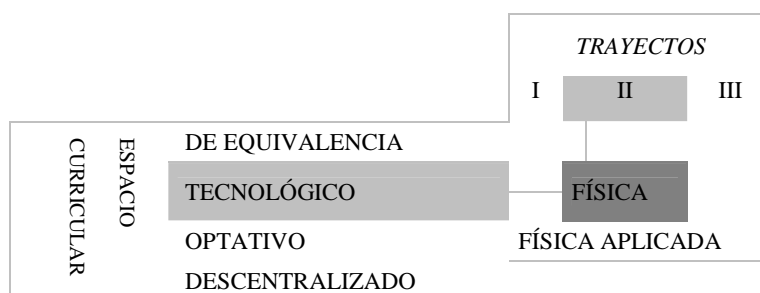 TRAYECTOS
I II III
ESPACIO
CURRICULAR
DE EQUIVALENCIA
TECNOLÓGICO FÍSICA
OPTATIVO FÍSICA APLICADA
DESCENTRALIZADO